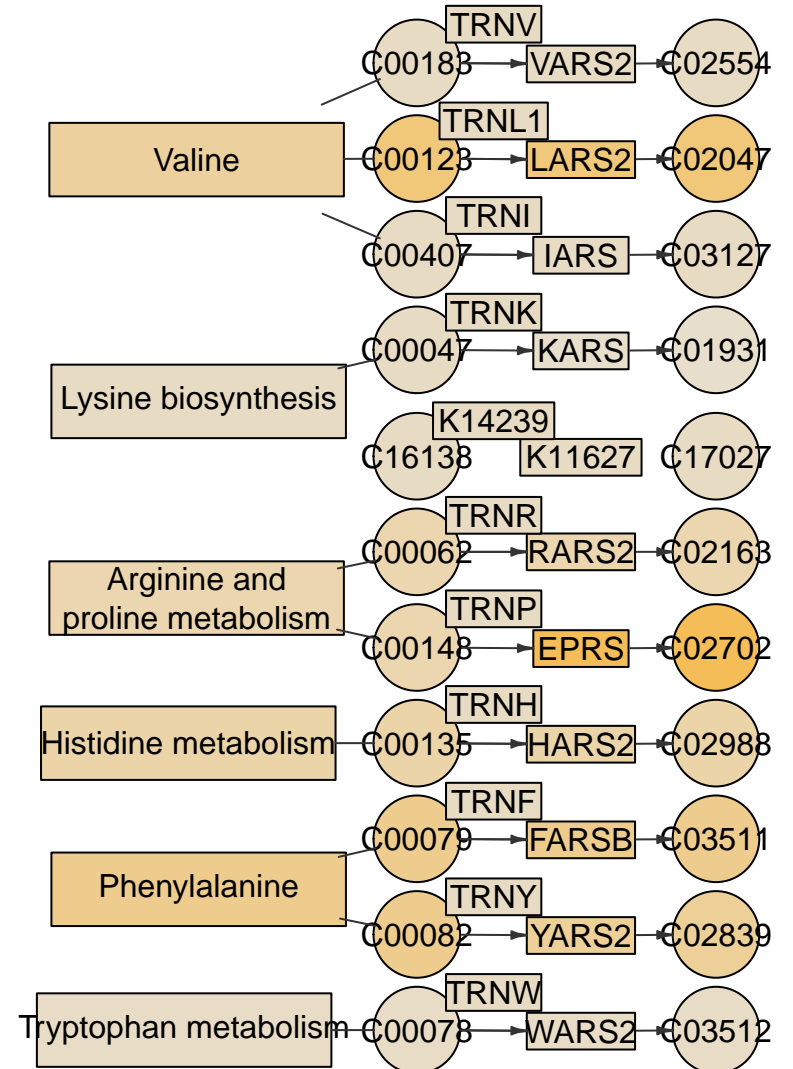 TRNV
C00183
VARS2
C02554
TRNL1
Valine
C00123
LARS2
C02047
TRNI
C00407
IARS
C03127
TRNK
C00047
KARS
C01931
Lysine biosynthesis
K14239
C16138
K11627
C17027
TRNR
C00062
RARS2
C02163
Arginine and
proline metabolism
TRNP
C00148
EPRS
C02702
TRNH
Histidine metabolism
C00135
HARS2
C02988
TRNF
C00079
FARSB
C03511
Phenylalanine
TRNY
C00082
YARS2
C02839
TRNW
Tryptophan metabolism
C00078
WARS2
C03512